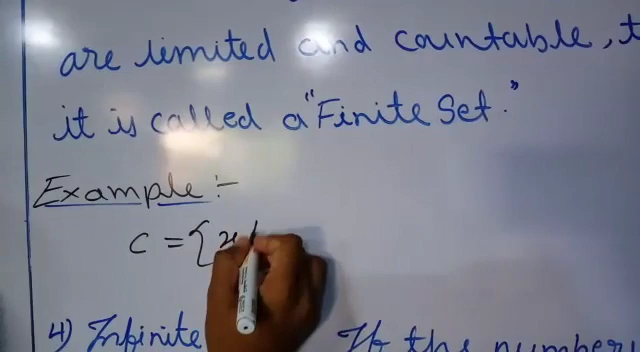 are limited and countable, t
it is called a "Finite Set."
Example :-
C = {x
4) Infinite If the number